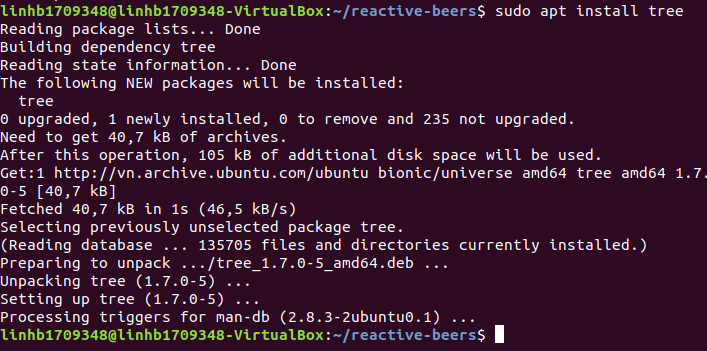 linhb1709348@linhb1709348-VirtualBox:~/reactive-beers$ sudo apt install tree
Reading package lists... Done
Building dependency tree
Reading state information... Done
The following NEW packages will be installed:
  tree
0 upgraded, 1 newly installed, 0 to remove and 235 not upgraded.
Need to get 40,7 kB of archives.
After this operation, 105 kB of additional disk space will be used.
Get:1 http://vn.archive.ubuntu.com/ubuntu bionic/universe amd64 tree amd64 1.7.
0-5 [40,7 kB]
Fetched 40,7 kB in 1s (46,5 kB/s)
Selecting previously unselected package tree.
(Reading database ... 135705 files and directories currently installed.)
Preparing to unpack .../tree_1.7.0-5_amd64.deb ...
Unpacking tree (1.7.0-5) ...
Setting up tree (1.7.0-5) ...
Processing triggers for man-db (2.8.3-2ubuntu0.1) ...
linhb1709348@linhb1709348-VirtualBox:~/reactive-beers$